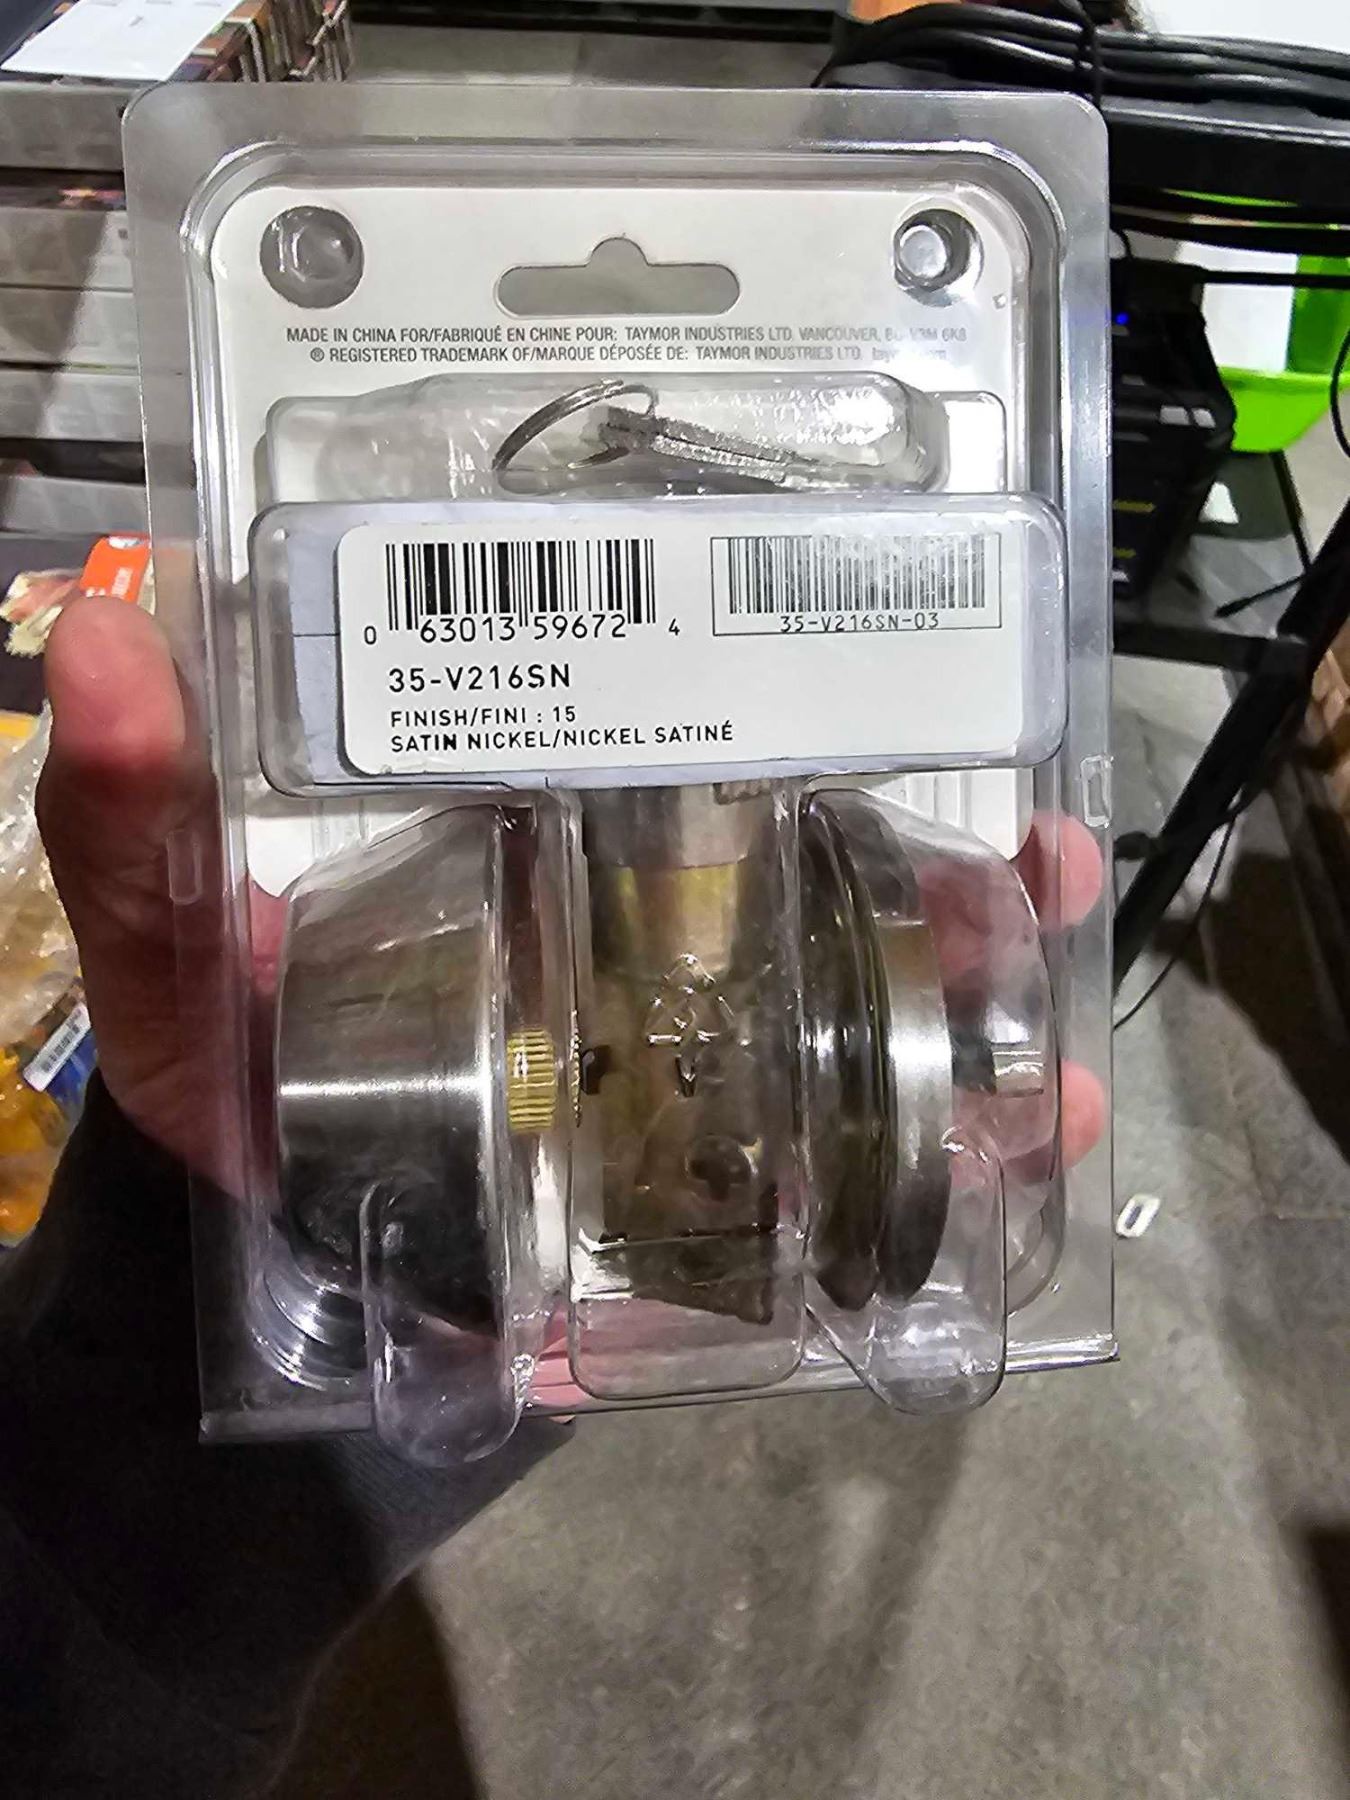 MADE IN CHINA FOR/FABRIQUÉ EN CHINE POUR: TAYMOR INDUSTRIES LTD. VANCOUVER, BC V3M 6K8
® REGISTERED TRADEMARK OF/MARQUE DÉPOSÉE DE: TAYMOR INDUSTRIES LTD.
0 63013 59672 4
35-V216SN-03
35-V216SN
FINISH/FINI : 15
SATIN NICKEL/NICKEL SATINÉ